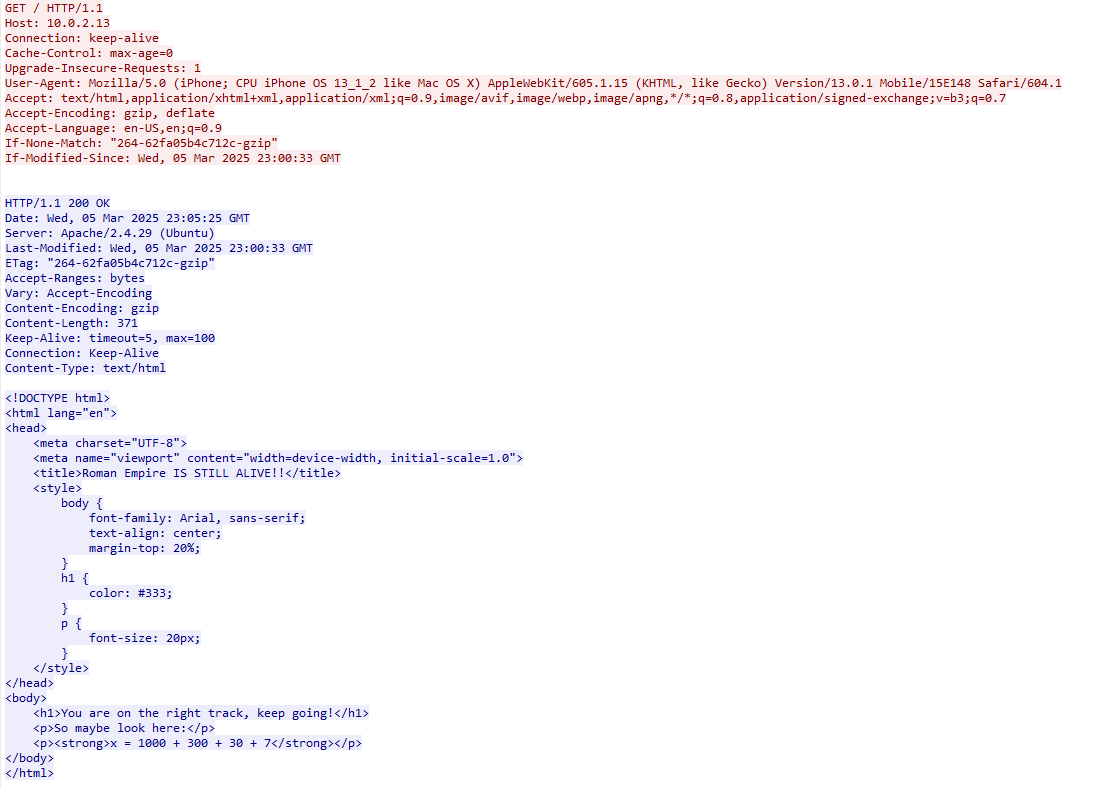 GET / HTTP/1.1
Host: 10.0.2.13
Connection: keep-alive
Cache-Control: max-age=0
Upgrade-Insecure-Requests: 1
User-Agent: Mozilla/5.0 (iPhone; CPU iPhone OS 13_1_2 like Mac OS X) AppleWebKit/605.1.15 (KHTML, like Gecko) Version/13.0.1 Mobile/15E148 Safari/604.1
Accept: text/html,application/xhtml+xml,application/xml;q=0.9,image/avif,image/webp,image/apng,*/*;q=0.8,application/signed-exchange;v=b3;q=0.7
Accept-Encoding: gzip, deflate
Accept-Language: en-US,en;q=0.9
If-None-Match: "264-62fa05b4c712c-gzip"
If-Modified-Since: Wed, 05 Mar 2025 23:00:33 GMT

HTTP/1.1 200 OK
Date: Wed, 05 Mar 2025 23:05:25 GMT
Server: Apache/2.4.29 (Ubuntu)
Last-Modified: Wed, 05 Mar 2025 23:00:33 GMT
ETag: "264-62fa05b4c712c-gzip"
Accept-Ranges: bytes
Vary: Accept-Encoding
Content-Encoding: gzip
Content-Length: 371
Keep-Alive: timeout=5, max=100
Connection: Keep-Alive
Content-Type: text/html

<!DOCTYPE html>
<html lang="en">
<head>
    <meta charset="UTF-8">
    <meta name="viewport" content="width=device-width, initial-scale=1.0">
    <title>Roman Empire IS STILL ALIVE!!</title>
    <style>
        body {
            font-family: Arial, sans-serif;
            text-align: center;
            margin-top: 20%;
        }
        h1 {
            color: #333;
        }
        p {
            font-size: 20px;
        }
    </style>
</head>
<body>
    <h1>You are on the right track, keep going!</h1>
    <p>So maybe look here:</p>
    <p><strong>x = 1000 + 300 + 30 + 7</strong></p>
</body>
</html>